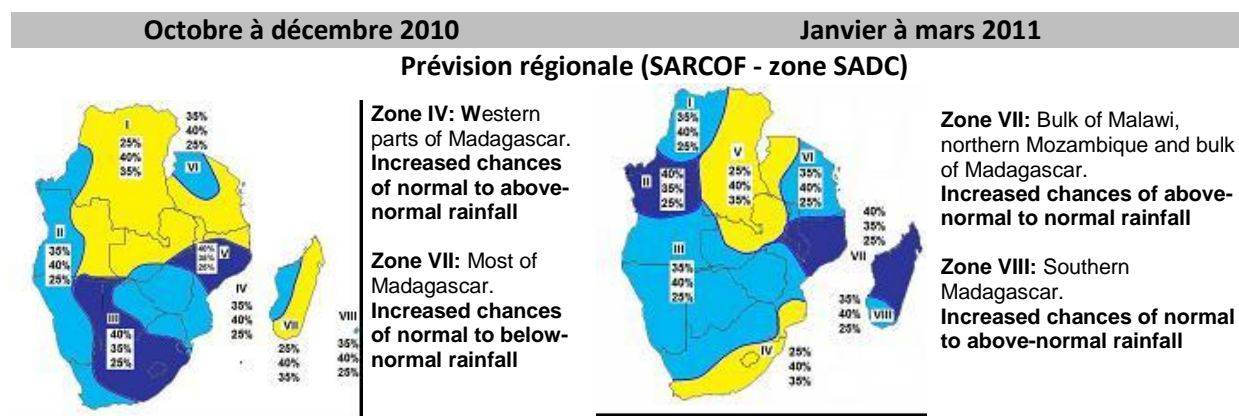 Octobre à décembre 2010
Janvier à mars 2011
Prévision régionale (SARCOF - zone SADC)
I
25%
40%
35%
35%
40%
25%
VI
II
35%
40%
25%
40%
35%
25%
V
III
40%
35%
25%
IV
35%
40%
25%
VII
25%
40%
35%
VIII
35%
40%
25%
Zone IV: Western
parts of Madagascar.
Increased chances
of normal to above-
normal rainfall
Zone VII: Most of
Madagascar.
Increased chances
of normal to below-
normal rainfall
I
35%
40%
25%
II
40%
35%
25%
V
25%
40%
35%
VI
35%
40%
25%
III
35%
40%
25%
40%
35%
25%
VII
35%
40%
25%
VIII
IV
25%
40%
35%
Zone VII: Bulk of Malawi,
northern Mozambique and bulk
of Madagascar.
Increased chances of above-
normal to normal rainfall
Zone VIII: Southern
Madagascar.
Increased chances of normal
to above-normal rainfall